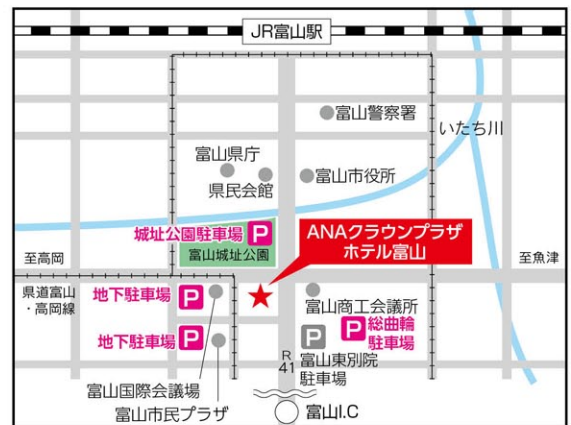 JR富山駅
富山警察署
いたち川
富山県庁
県民会館
富山市役所
城址公園駐車場 P
富山城址公園
ANAクラウンプラザ
ホテル富山
至高岡
至魚津
県道富山
・高岡線
地下駐車場 P
富山商工会議所
地下駐車場 P
P 総曲輪
駐車場
P
富山東別院
駐車場
R
41
富山国際会議場
富山市民プラザ
富山I.C